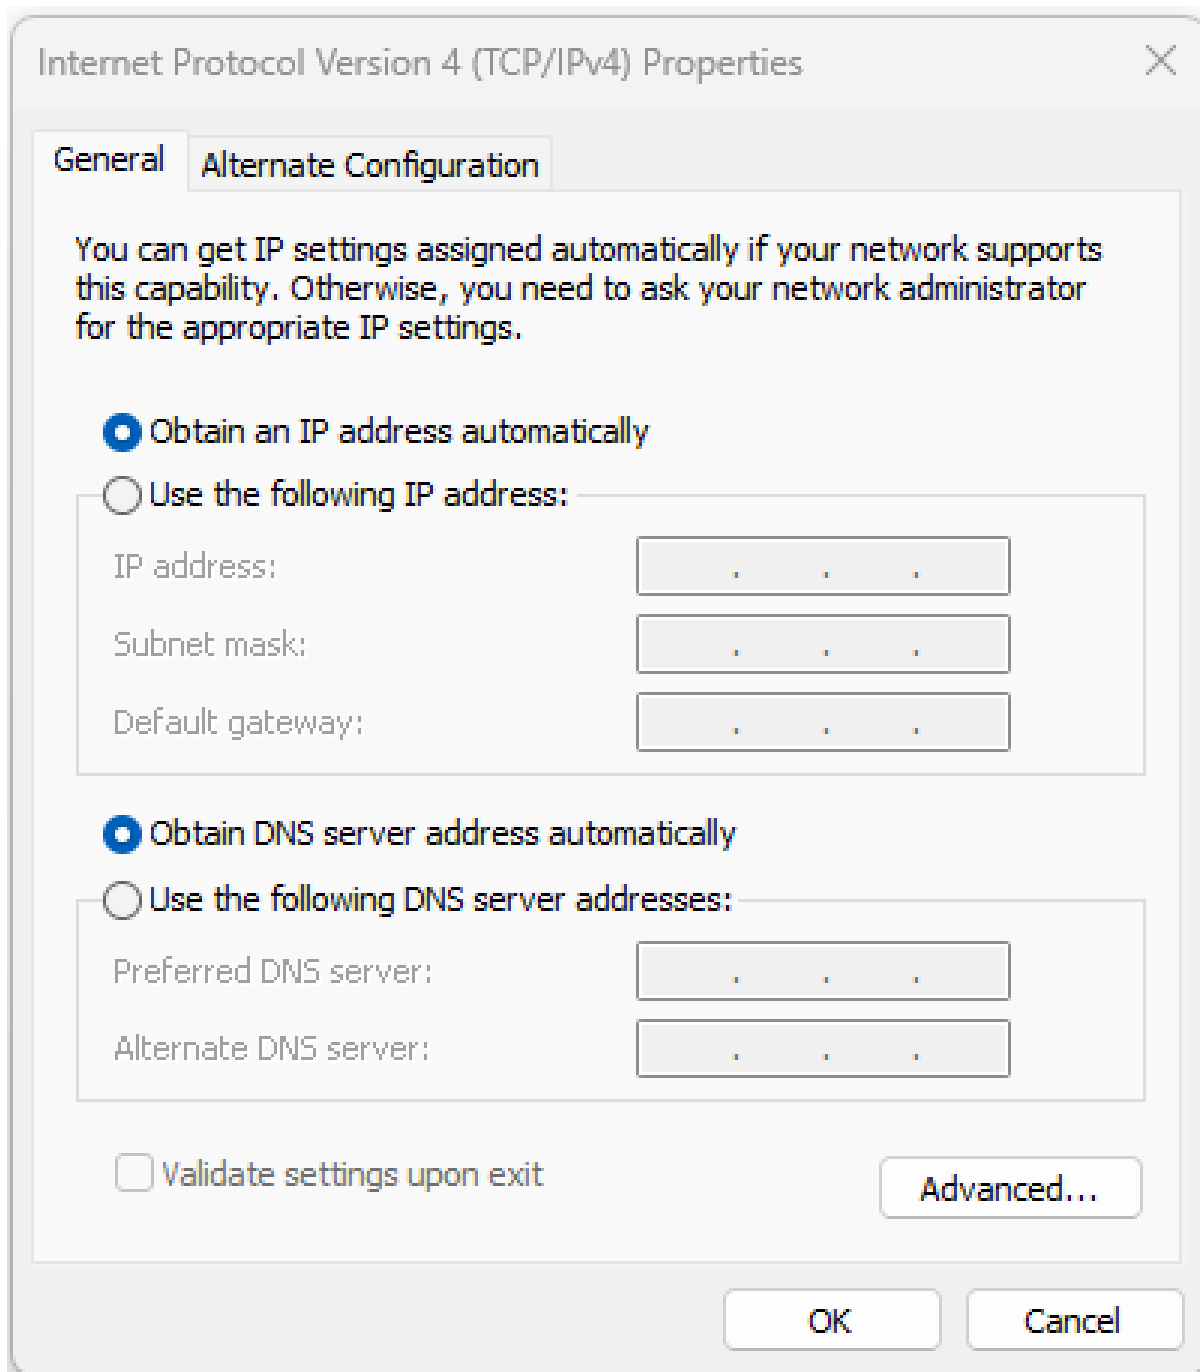 Internet Protocol Version 4 (TCP/IPv4) Properties
General
Alternate Configuration
You can get IP settings assigned automatically if your network supports
this capability. Otherwise, you need to ask your network administrator
for the appropriate IP settings.
Obtain an IP address automatically
Use the following IP address:
IP address:
. . .
Subnet mask:
. . .
Default gateway:
. . .
Obtain DNS server address automatically
Use the following DNS server addresses:
Preferred DNS server:
. . .
Alternate DNS server:
. . .
Validate settings upon exit
Advanced...
OK
Cancel